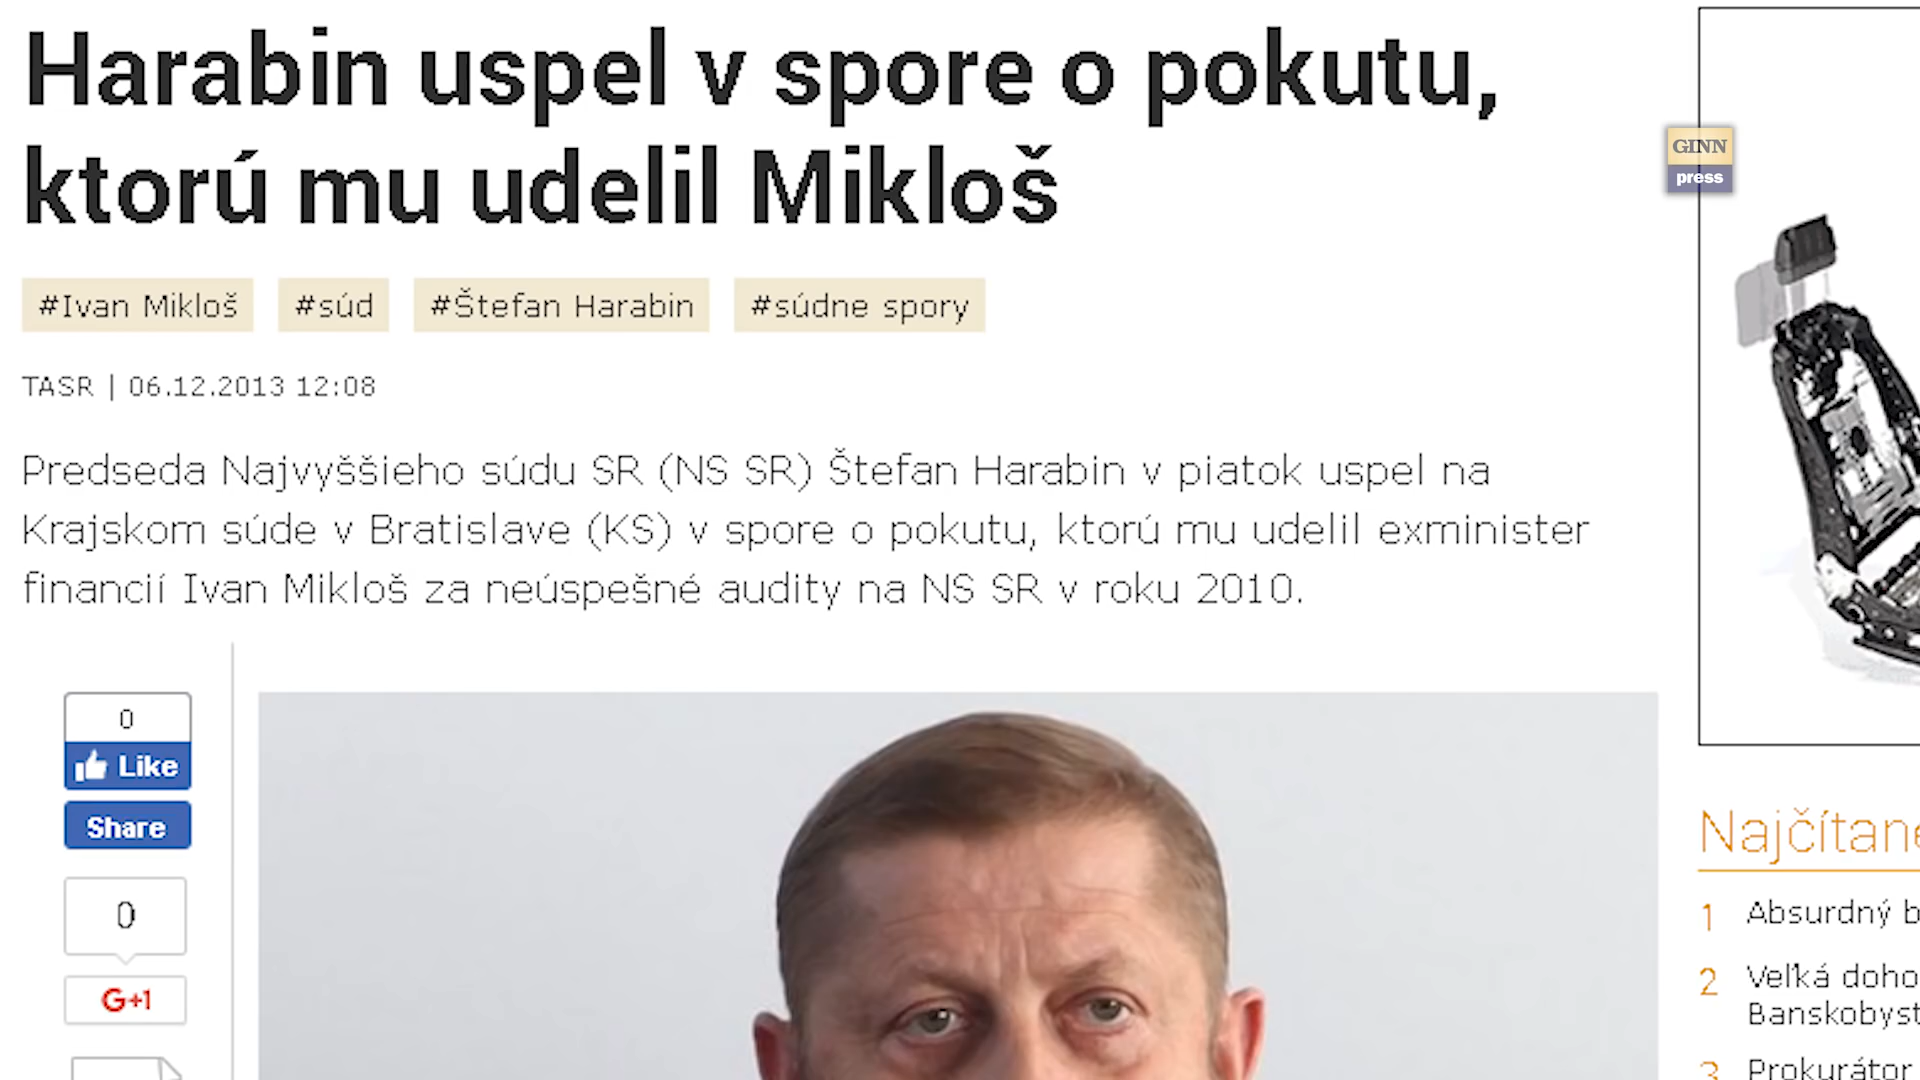 Harabin uspel v spore o pokutu,
ktorú mu udelil Mikloš
GINN
press
#Ivan Mikloš #súd #Štefan Harabin #súdne spory
TASR | 06.12.2013 12:08
Predseda Najvyššieho súdu SR (NS SR) Štefan Harabin v piatok uspel na
Krajskom súde v Bratislave (KS) v spore o pokutu, ktorú mu udelil exminister
financií Ivan Mikloš za neúspešné audity na NS SR v roku 2010.
0
Like
Share
0
G+1
Najčítane
1 Absurdný b
2 Veľká doho
Banskobyst
3 Prokurátor